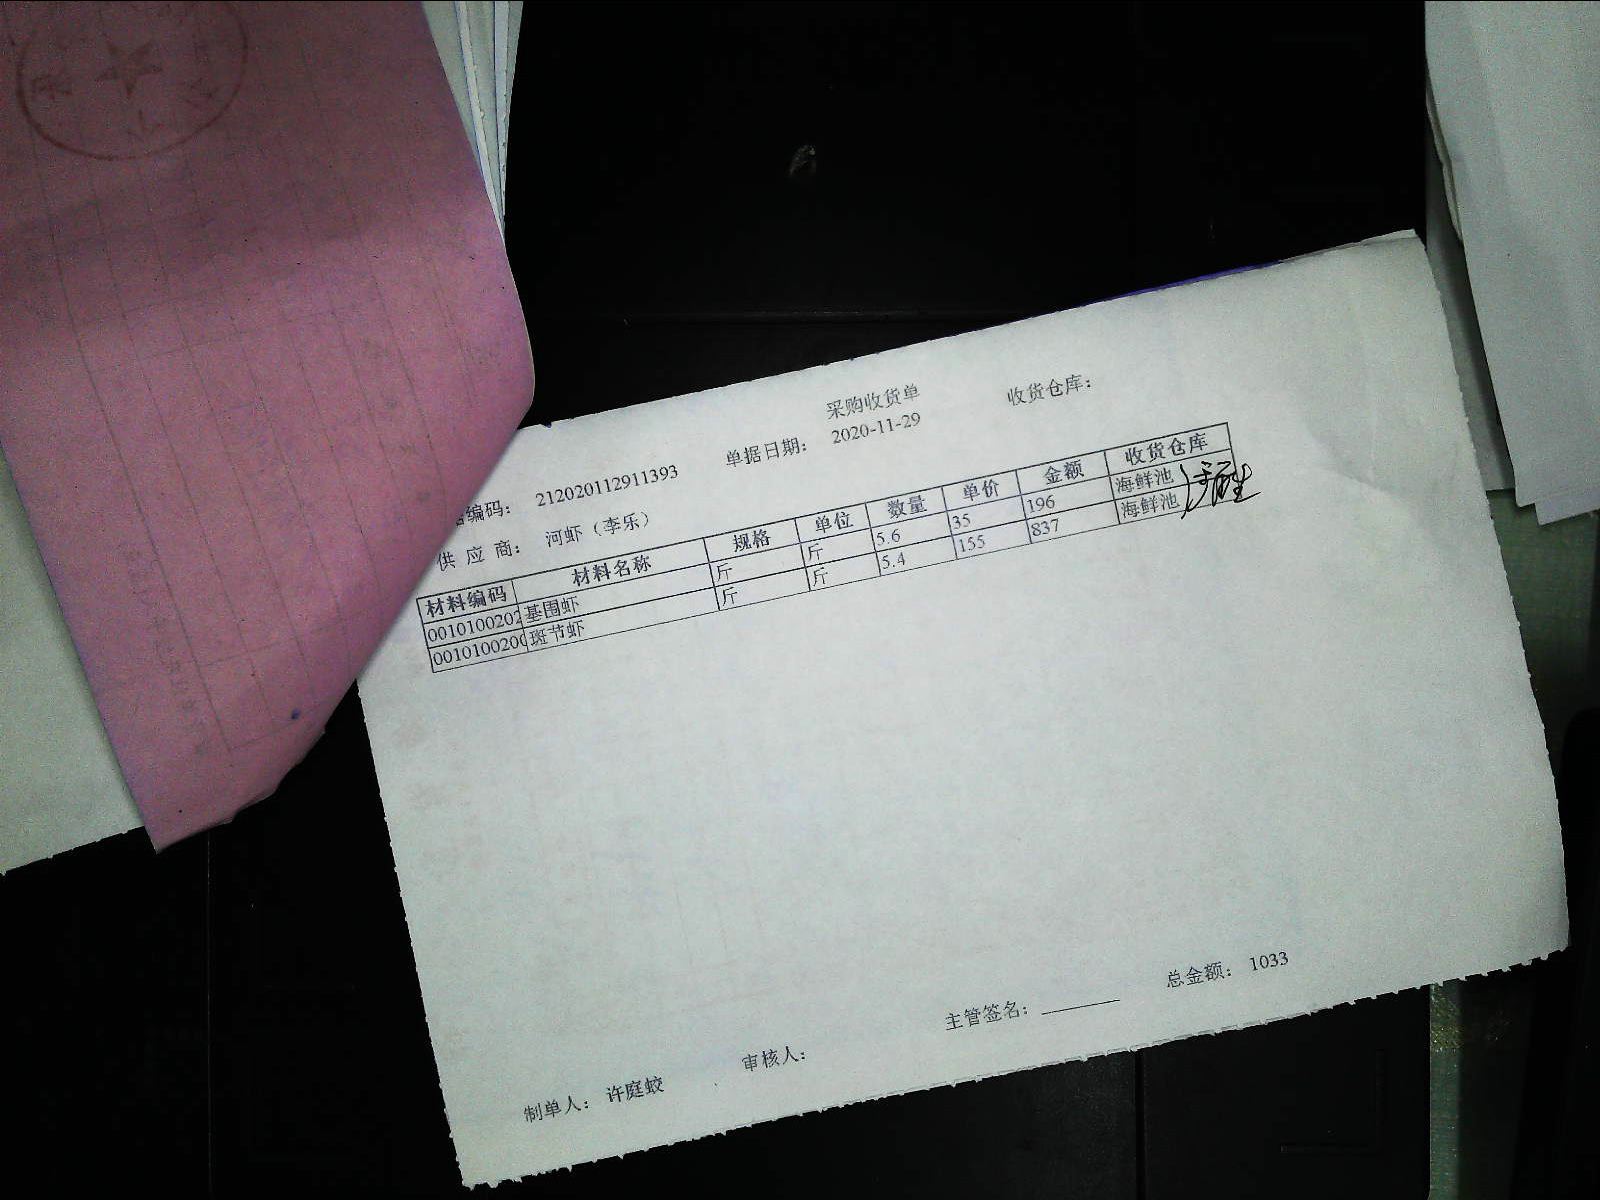 采购收货单
编码： 212020112911393 单据日期： 2020-11-29 收货仓库：
供 应 商： 河虾（李乐）
材料编码 材料名称 规格 单位 数量 单价 金额 收货仓库
0010100202 基围虾 斤 斤 5.6 35 196 海鲜池
0010100200 斑节虾 斤 斤 5.4 155 837 海鲜池
主管签名： 总金额： 1033
制单人： 许庭蛟 审核人：